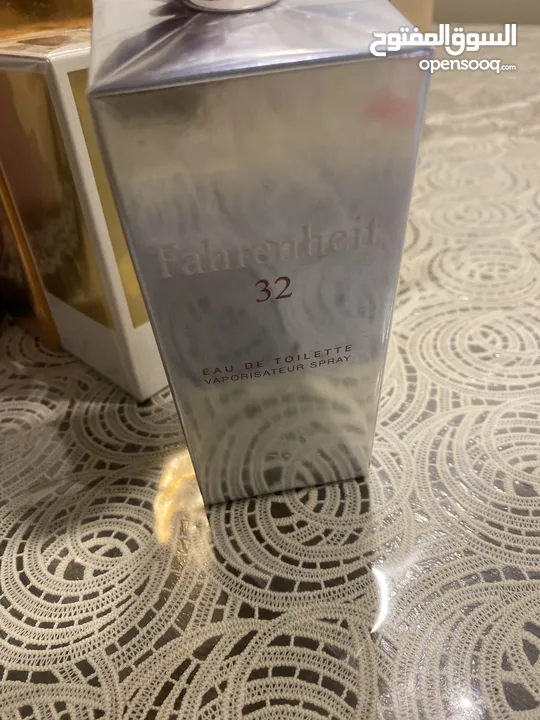 السوق المفتوح
opensooq.com
Fahrenheit
32
EAU DE TOILETTE
VAPORISATEUR SPRAY